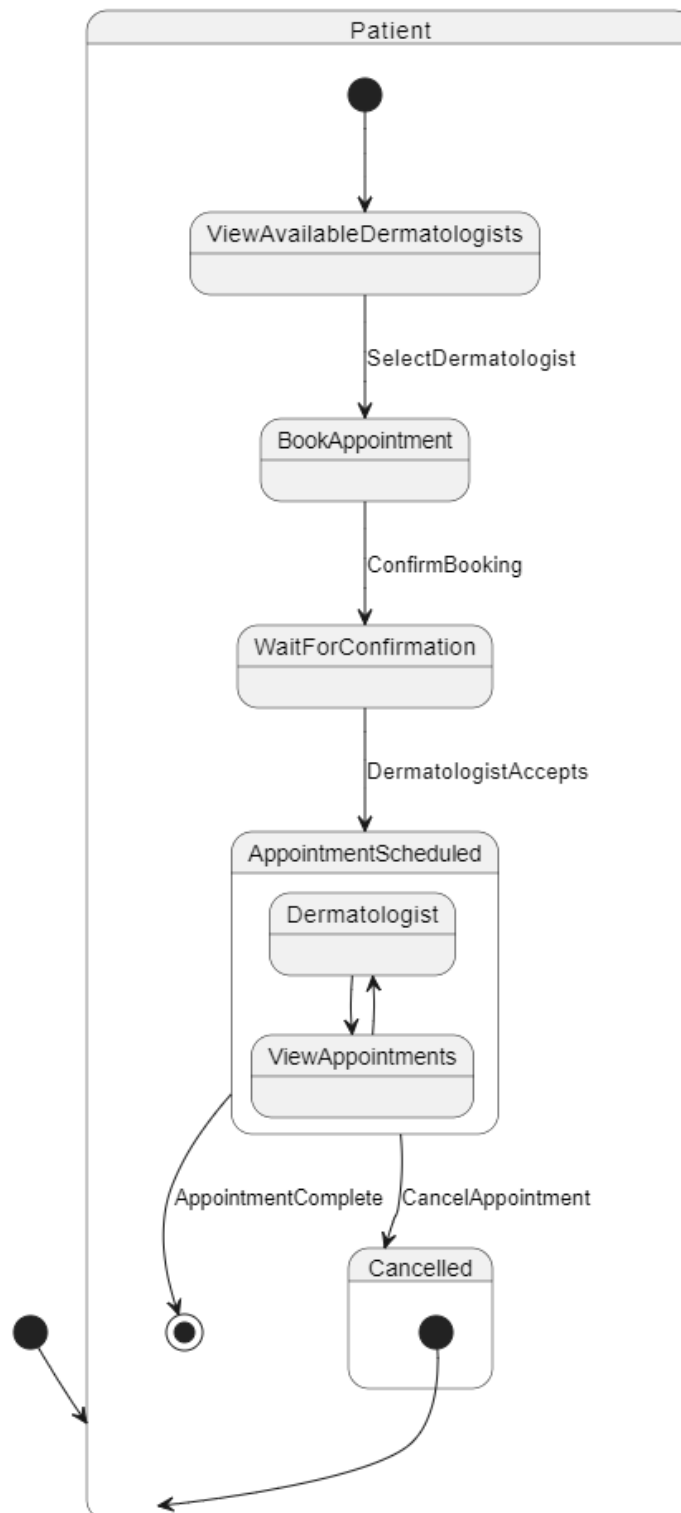 Patient
ViewAvailableDermatologists
SelectDermatologist
BookAppointment
ConfirmBooking
WaitForConfirmation
DermatologistAccepts
AppointmentScheduled
Dermatologist
ViewAppointments
AppointmentComplete
CancelAppointment
Cancelled